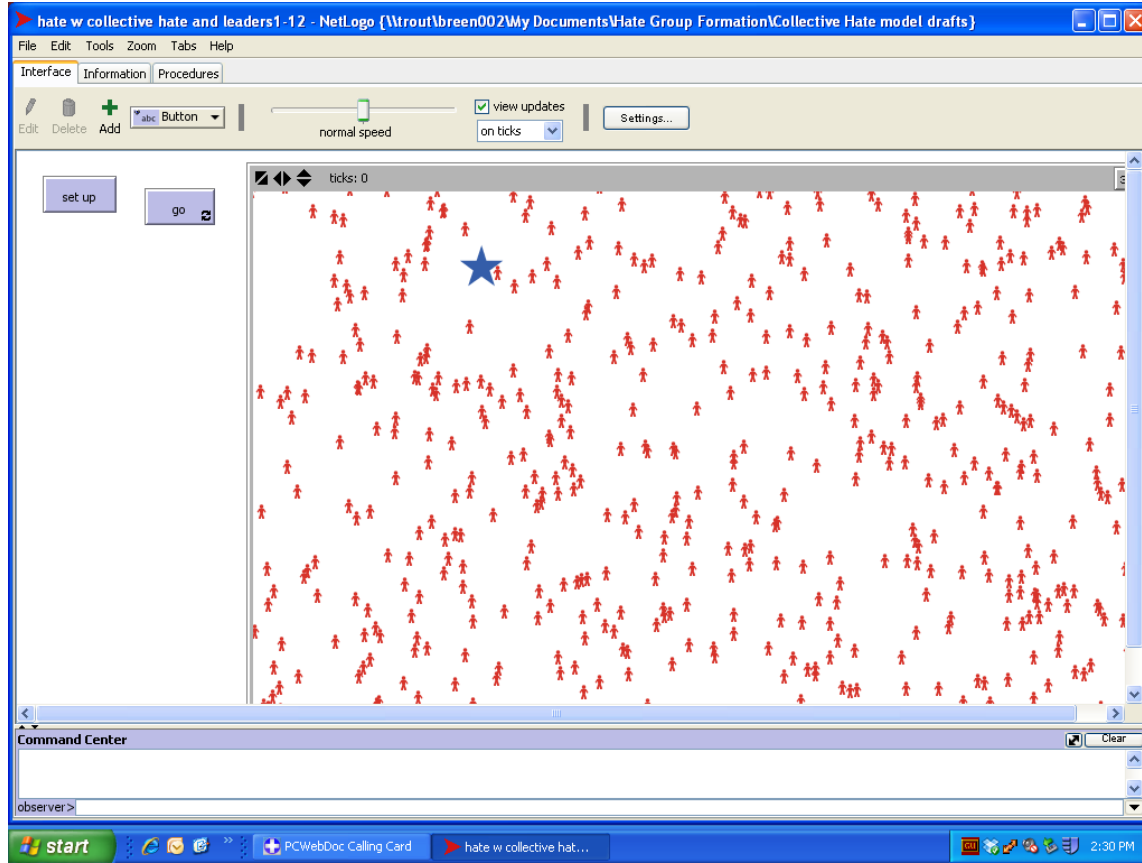 hate w collective hate and leaders1-12 - NetLogo {\\trout\breen002\My Documents\Hate Group Formation\Collective Hate model drafts}
File Edit Tools Zoom Tabs Help
Interface Information Procedures
Edit Delete Add abc Button normal speed view updates on ticks Settings...
set up go
ticks: 0
Command Center Clear
observer>
start » PCWebDoc Calling Card hate w collective hat... GU 2:30 PM